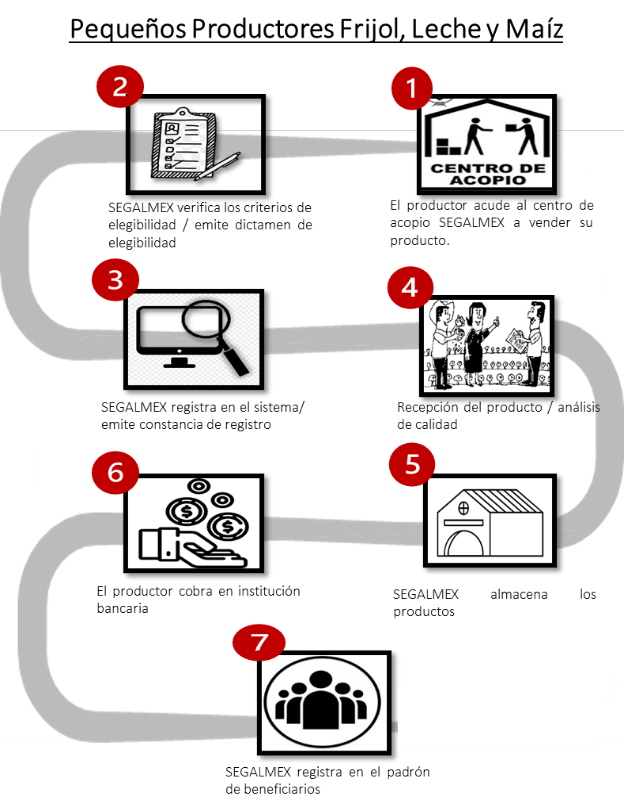 Pequeños Productores Frijol, Leche y Maíz
1
CENTRO DE
ACOPIO
El productor acude al centro de
acopio SEGALMEX a vender su
producto.
2
SEGALMEX verifica los criterios de
elegibilidad / emite dictamen de
elegibilidad
3
SEGALMEX registra en el sistema/
emite constancia de registro
4
Recepción del producto / análisis
de calidad
5
SEGALMEX almacena los
productos
6
$
$
El productor cobra en institución
bancaria
7
SEGALMEX registra en el padrón
de beneficiarios